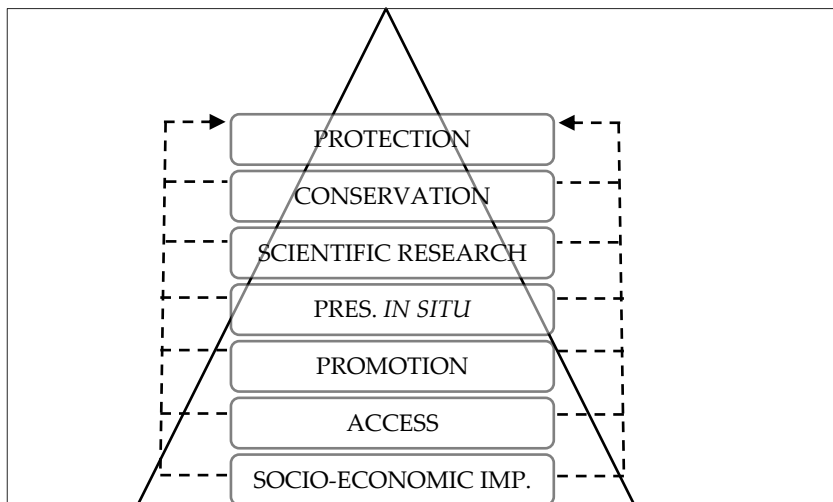 PROTECTION
CONSERVATION
SCIENTIFIC RESEARCH
PRES. IN SITU
PROMOTION
ACCESS
SOCIO-ECONOMIC IMP.